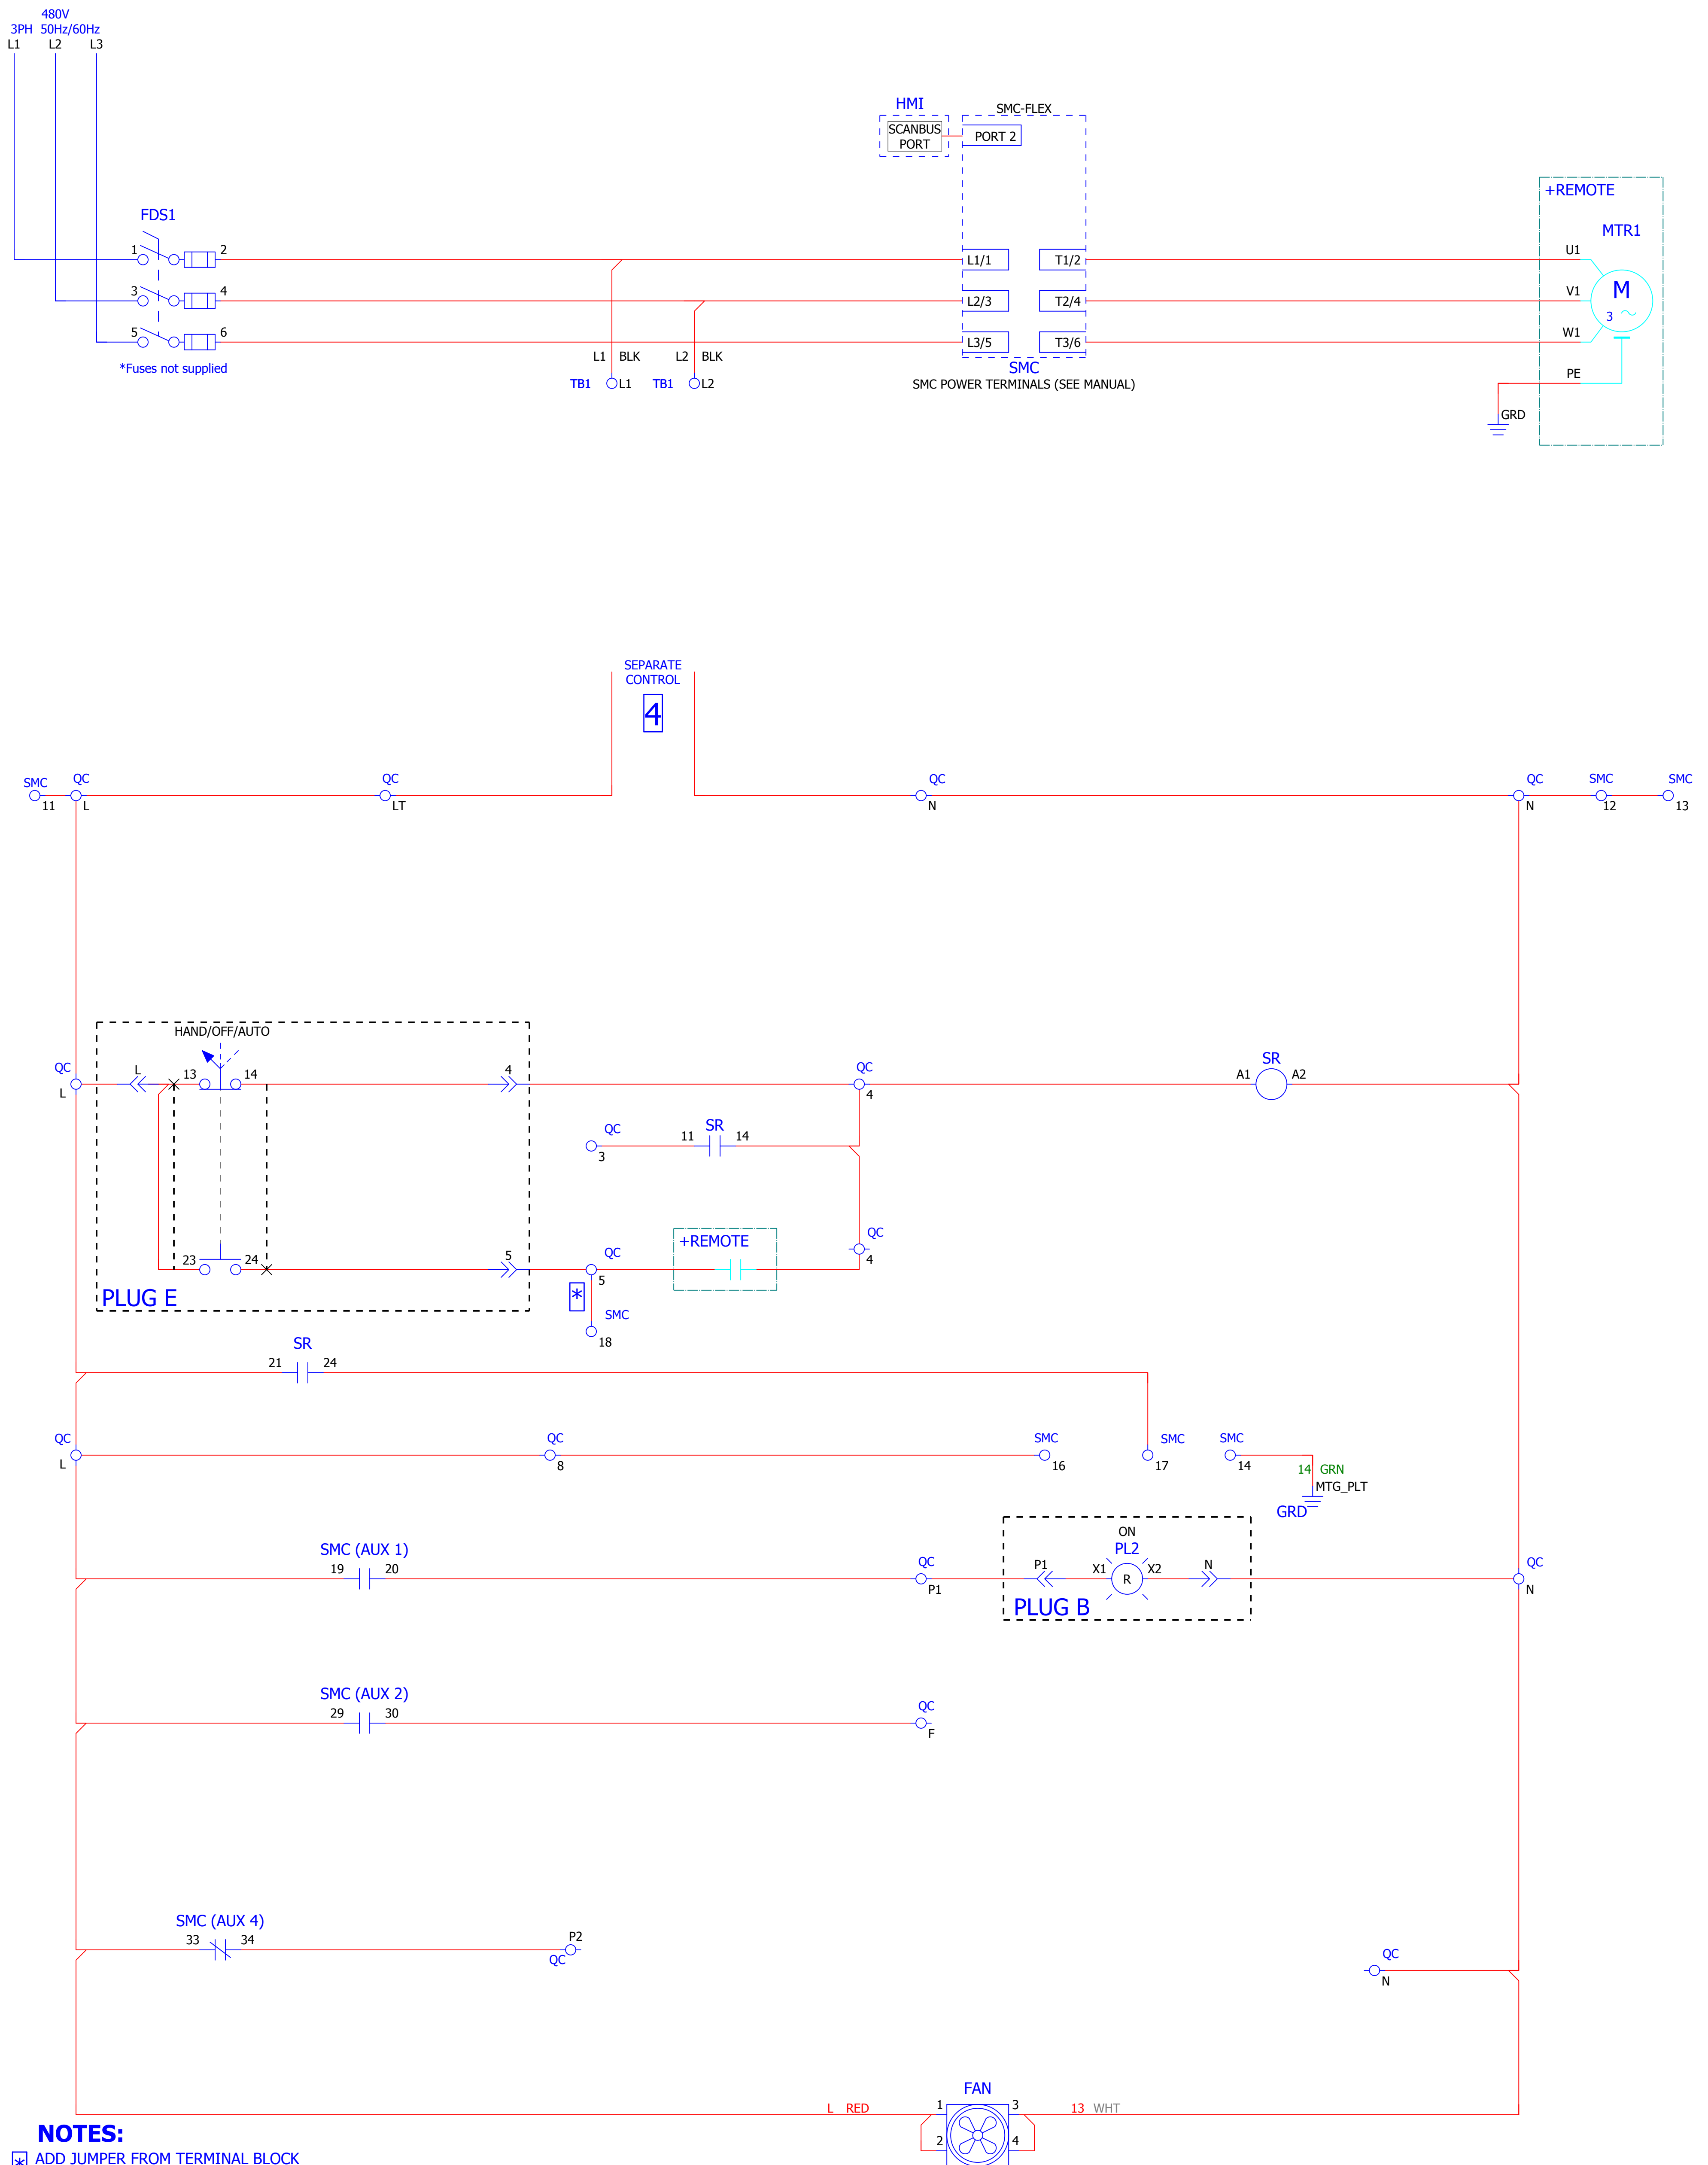 480V
3PH 50Hz/60Hz
L1 L2 L3
HMI
SMC-FLEX
SCANBUS
PORT
PORT 2
+REMOTE
FDS1
MTR1
1 2
L1/1 T1/2
U1
3 4
L2/3 T2/4
V1
M
3
5 6
L3/5 T3/6
W1
*Fuses not supplied
L1 BLK L2 BLK
SMC
PE
TB1 L1 TB1 L2
SMC POWER TERMINALS (SEE MANUAL)
GRD
SEPARATE
CONTROL
4
SMC QC QC QC QC SMC SMC
11 L LT N N 12 13
HAND/OFF/AUTO
QC L 13 14 4 QC SR
L 4 A1 A2
QC SR
3 11 14
QC
4
+REMOTE
23 24 5 QC
5
PLUG E
*
SMC
18
SR
21 24
QC QC SMC SMC SMC
L 8 16 17 14
14 GRN
MTG_PLT
GRD
ON
SMC (AUX 1) PL2
19 20 QC P1 X1 R X2 N QC
P1 N
PLUG B
SMC (AUX 2)
29 30 QC
F
SMC (AUX 4)
33 34 P2
QC
QC
N
FAN
L RED 1 3 13 WHT
2 4
NOTES:
* ADD JUMPER FROM TERMINAL BLOCK